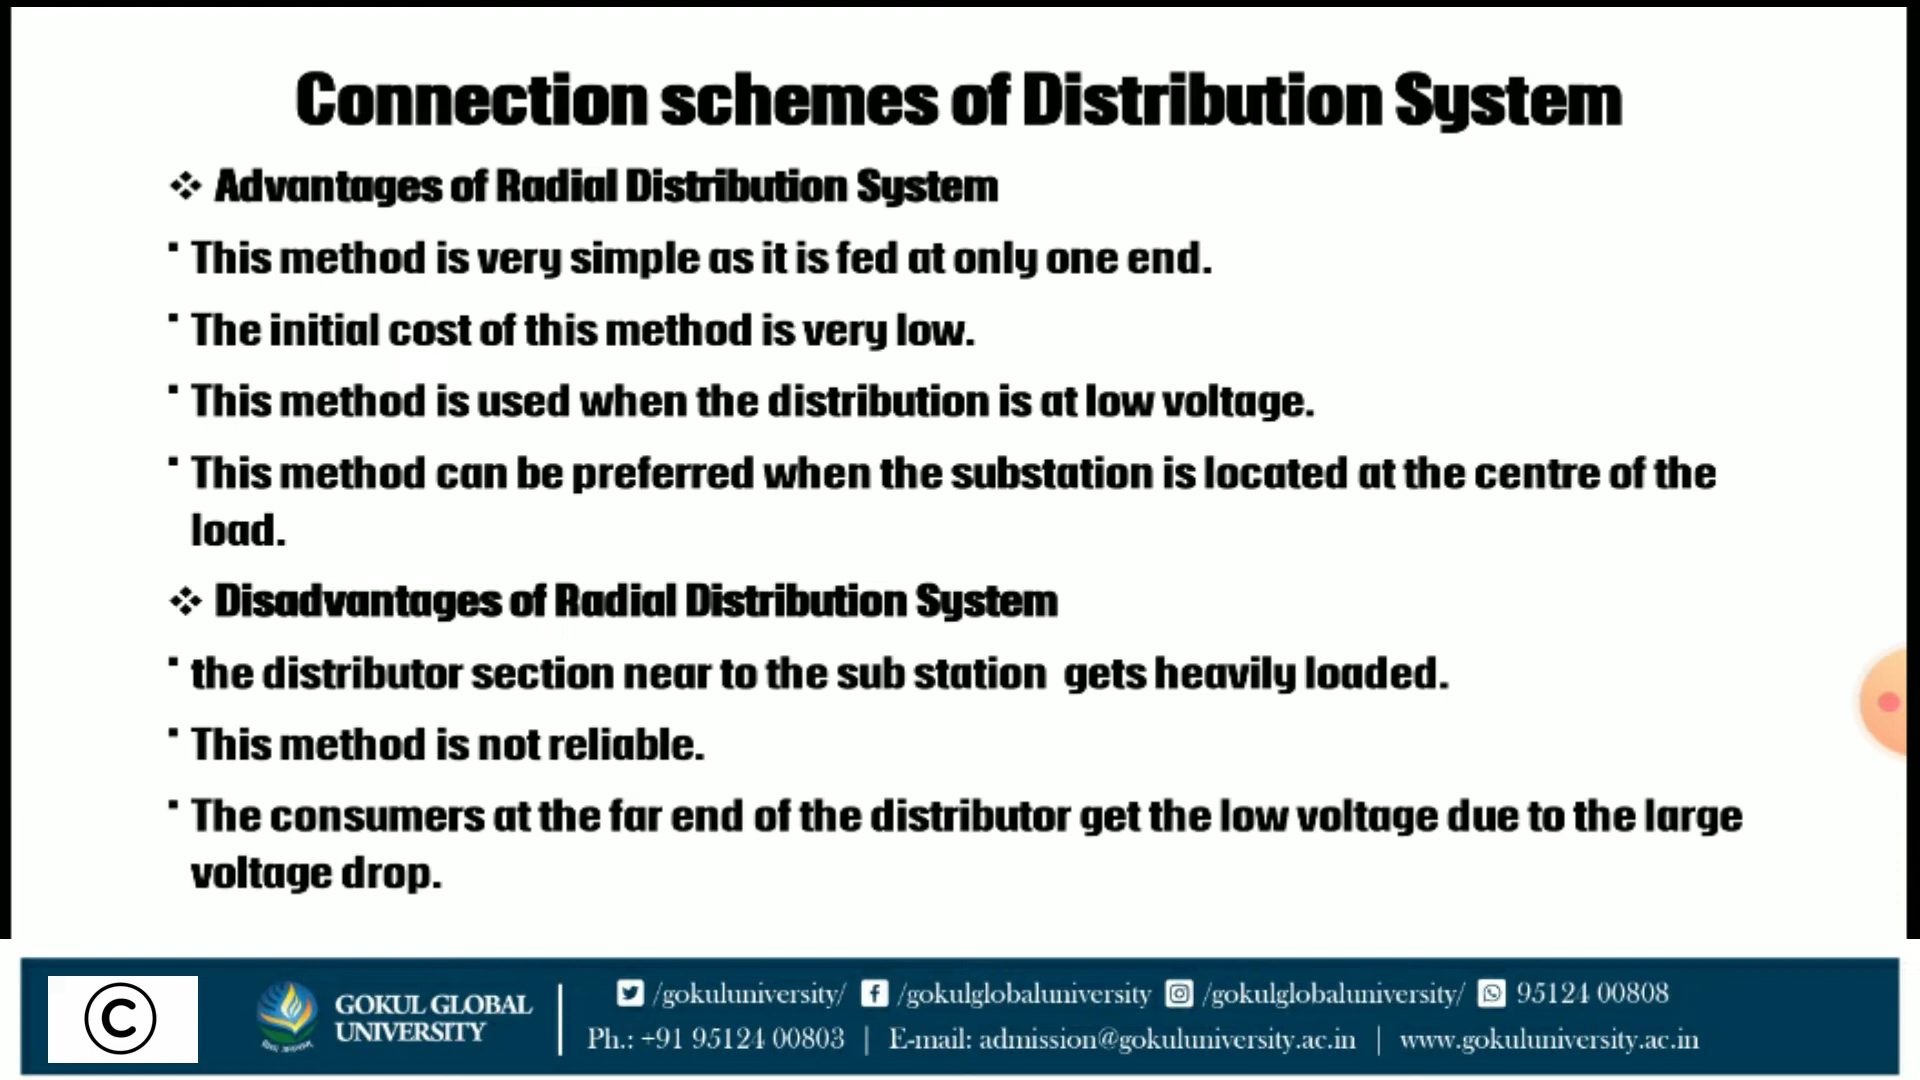 Connection schemes of Distribution System
❖ Advantages of Radial Distribution System
▪ This method is very simple as it is fed at only one end.
▪ The initial cost of this method is very low.
▪ This method is used when the distribution is at low voltage.
▪ This method can be preferred when the substation is located at the centre of the
load.
❖ Disadvantages of Radial Distribution System
▪ the distributor section near to the sub station  gets heavily loaded.
▪ This method is not reliable.
▪ The consumers at the far end of the distributor get the low voltage due to the large
voltage drop.
©
GOKUL GLOBAL
UNIVERSITY
/gokuluniversity/ /gokulglobaluniversity /gokulglobaluniversity/ 95124 00808
Ph.: +91 95124 00803 | E-mail: admission@gokuluniversity.ac.in | www.gokuluniversity.ac.in